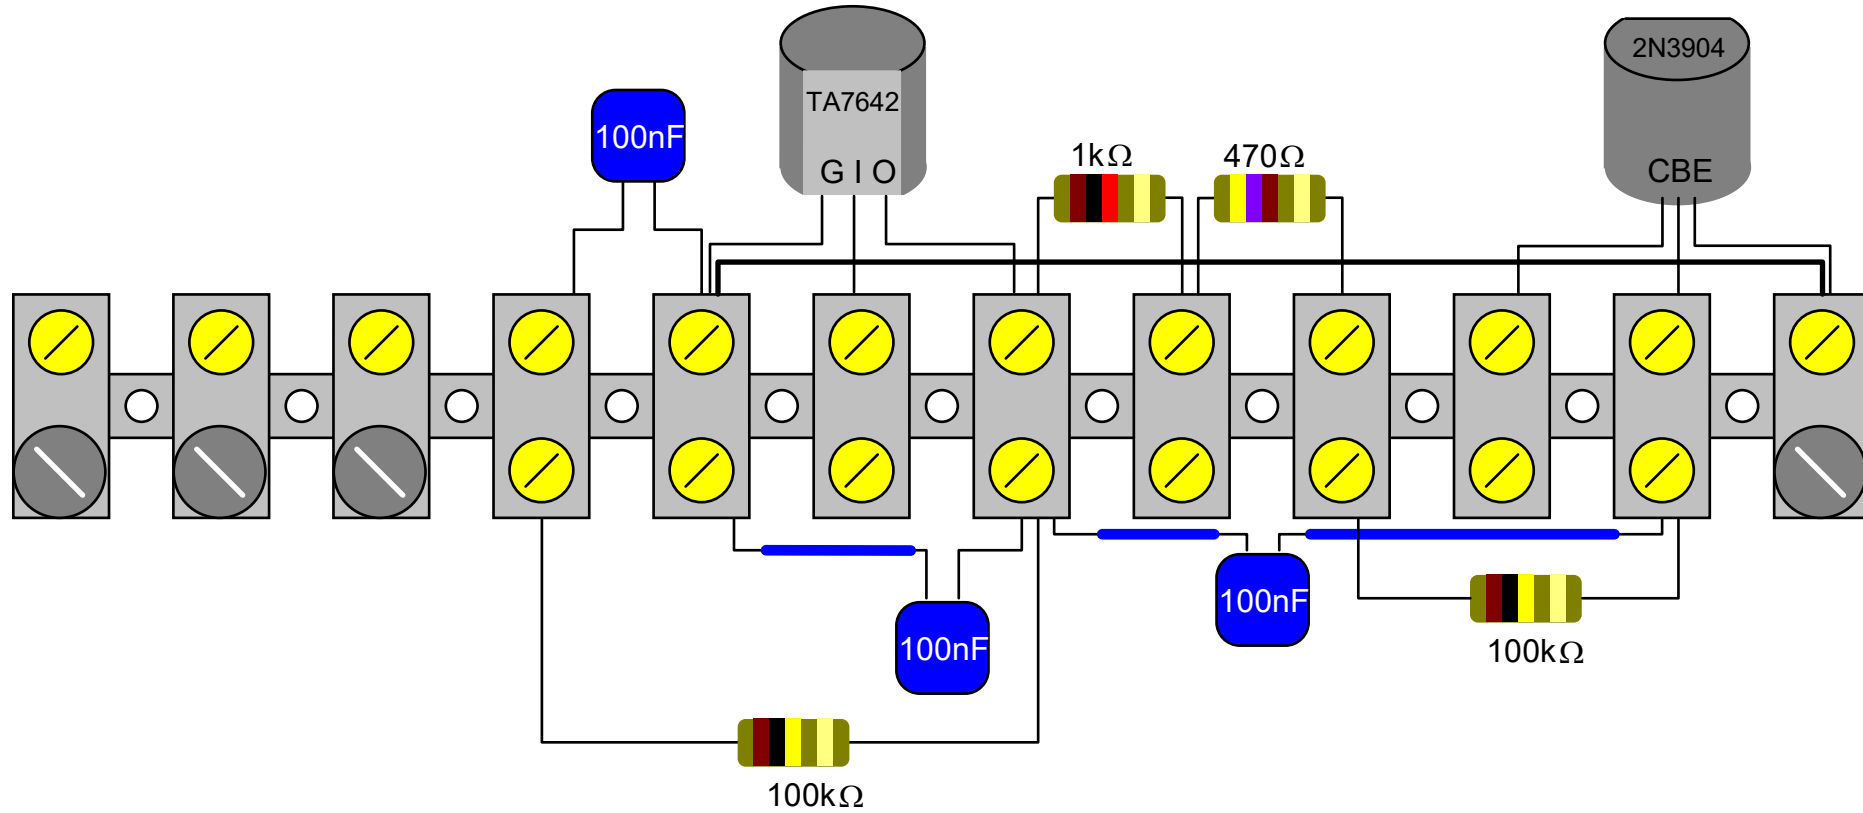 2N3904
TA7642
100nF
1kΩ
470Ω
G I O
CBE
100nF
100nF
100kΩ
100kΩ